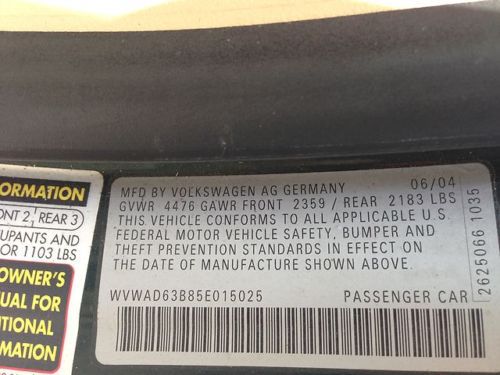 ORMATION
ONT 2 REAR 3
UPANTS AND
OR 1103 LBS
OWNER'S
UAL FOR
ITIONAL
MATION
MFD BY VOLKSWAGEN AG GERMANY 06/04
GVWR 4476 GAWR FRONT 2359 / REAR 2183 LBS
THIS VEHICLE CONFORMS TO ALL APPLICABLE U.S.
FEDERAL MOTOR VEHICLE SAFETY, BUMPER AND
THEFT PREVENTION STANDARDS IN EFFECT ON
THE DATE OF MANUFACTURE SHOWN ABOVE.
WVWAD63B85E015025 PASSENGER CAR
2625066 1035